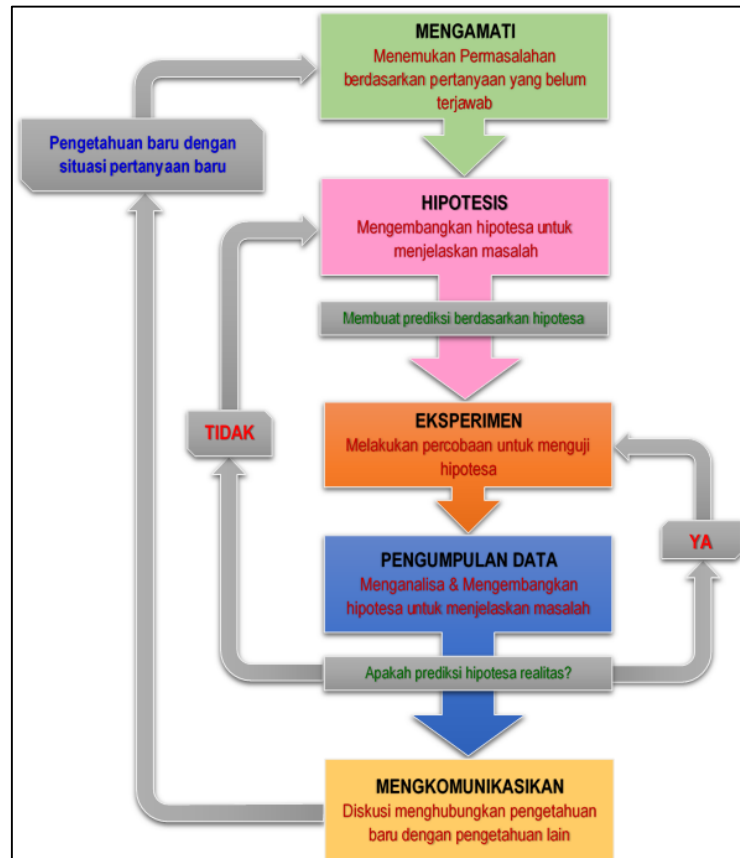 MENGAMATI
Menemukan Permasalahan
berdasarkan pertanyaan yang belum
terjawab
Pengetahuan baru dengan
situasi pertanyaan baru
HIPOTESIS
Mengembangkan hipotesa untuk
menjelaskan masalah
Membuat prediksi berdasarkan hipotesa
EKSPERIMEN
Melakukan percobaan untuk menguji
hipotesa
TIDAK
YA
PENGUMPULAN DATA
Menganalisa & Mengembangkan
hipotesa untuk menjelaskan masalah
Apakah prediksi hipotesa realitas?
MENGKOMUNIKASIKAN
Diskusi menghubungkan pengetahuan
baru dengan pengetahuan lain